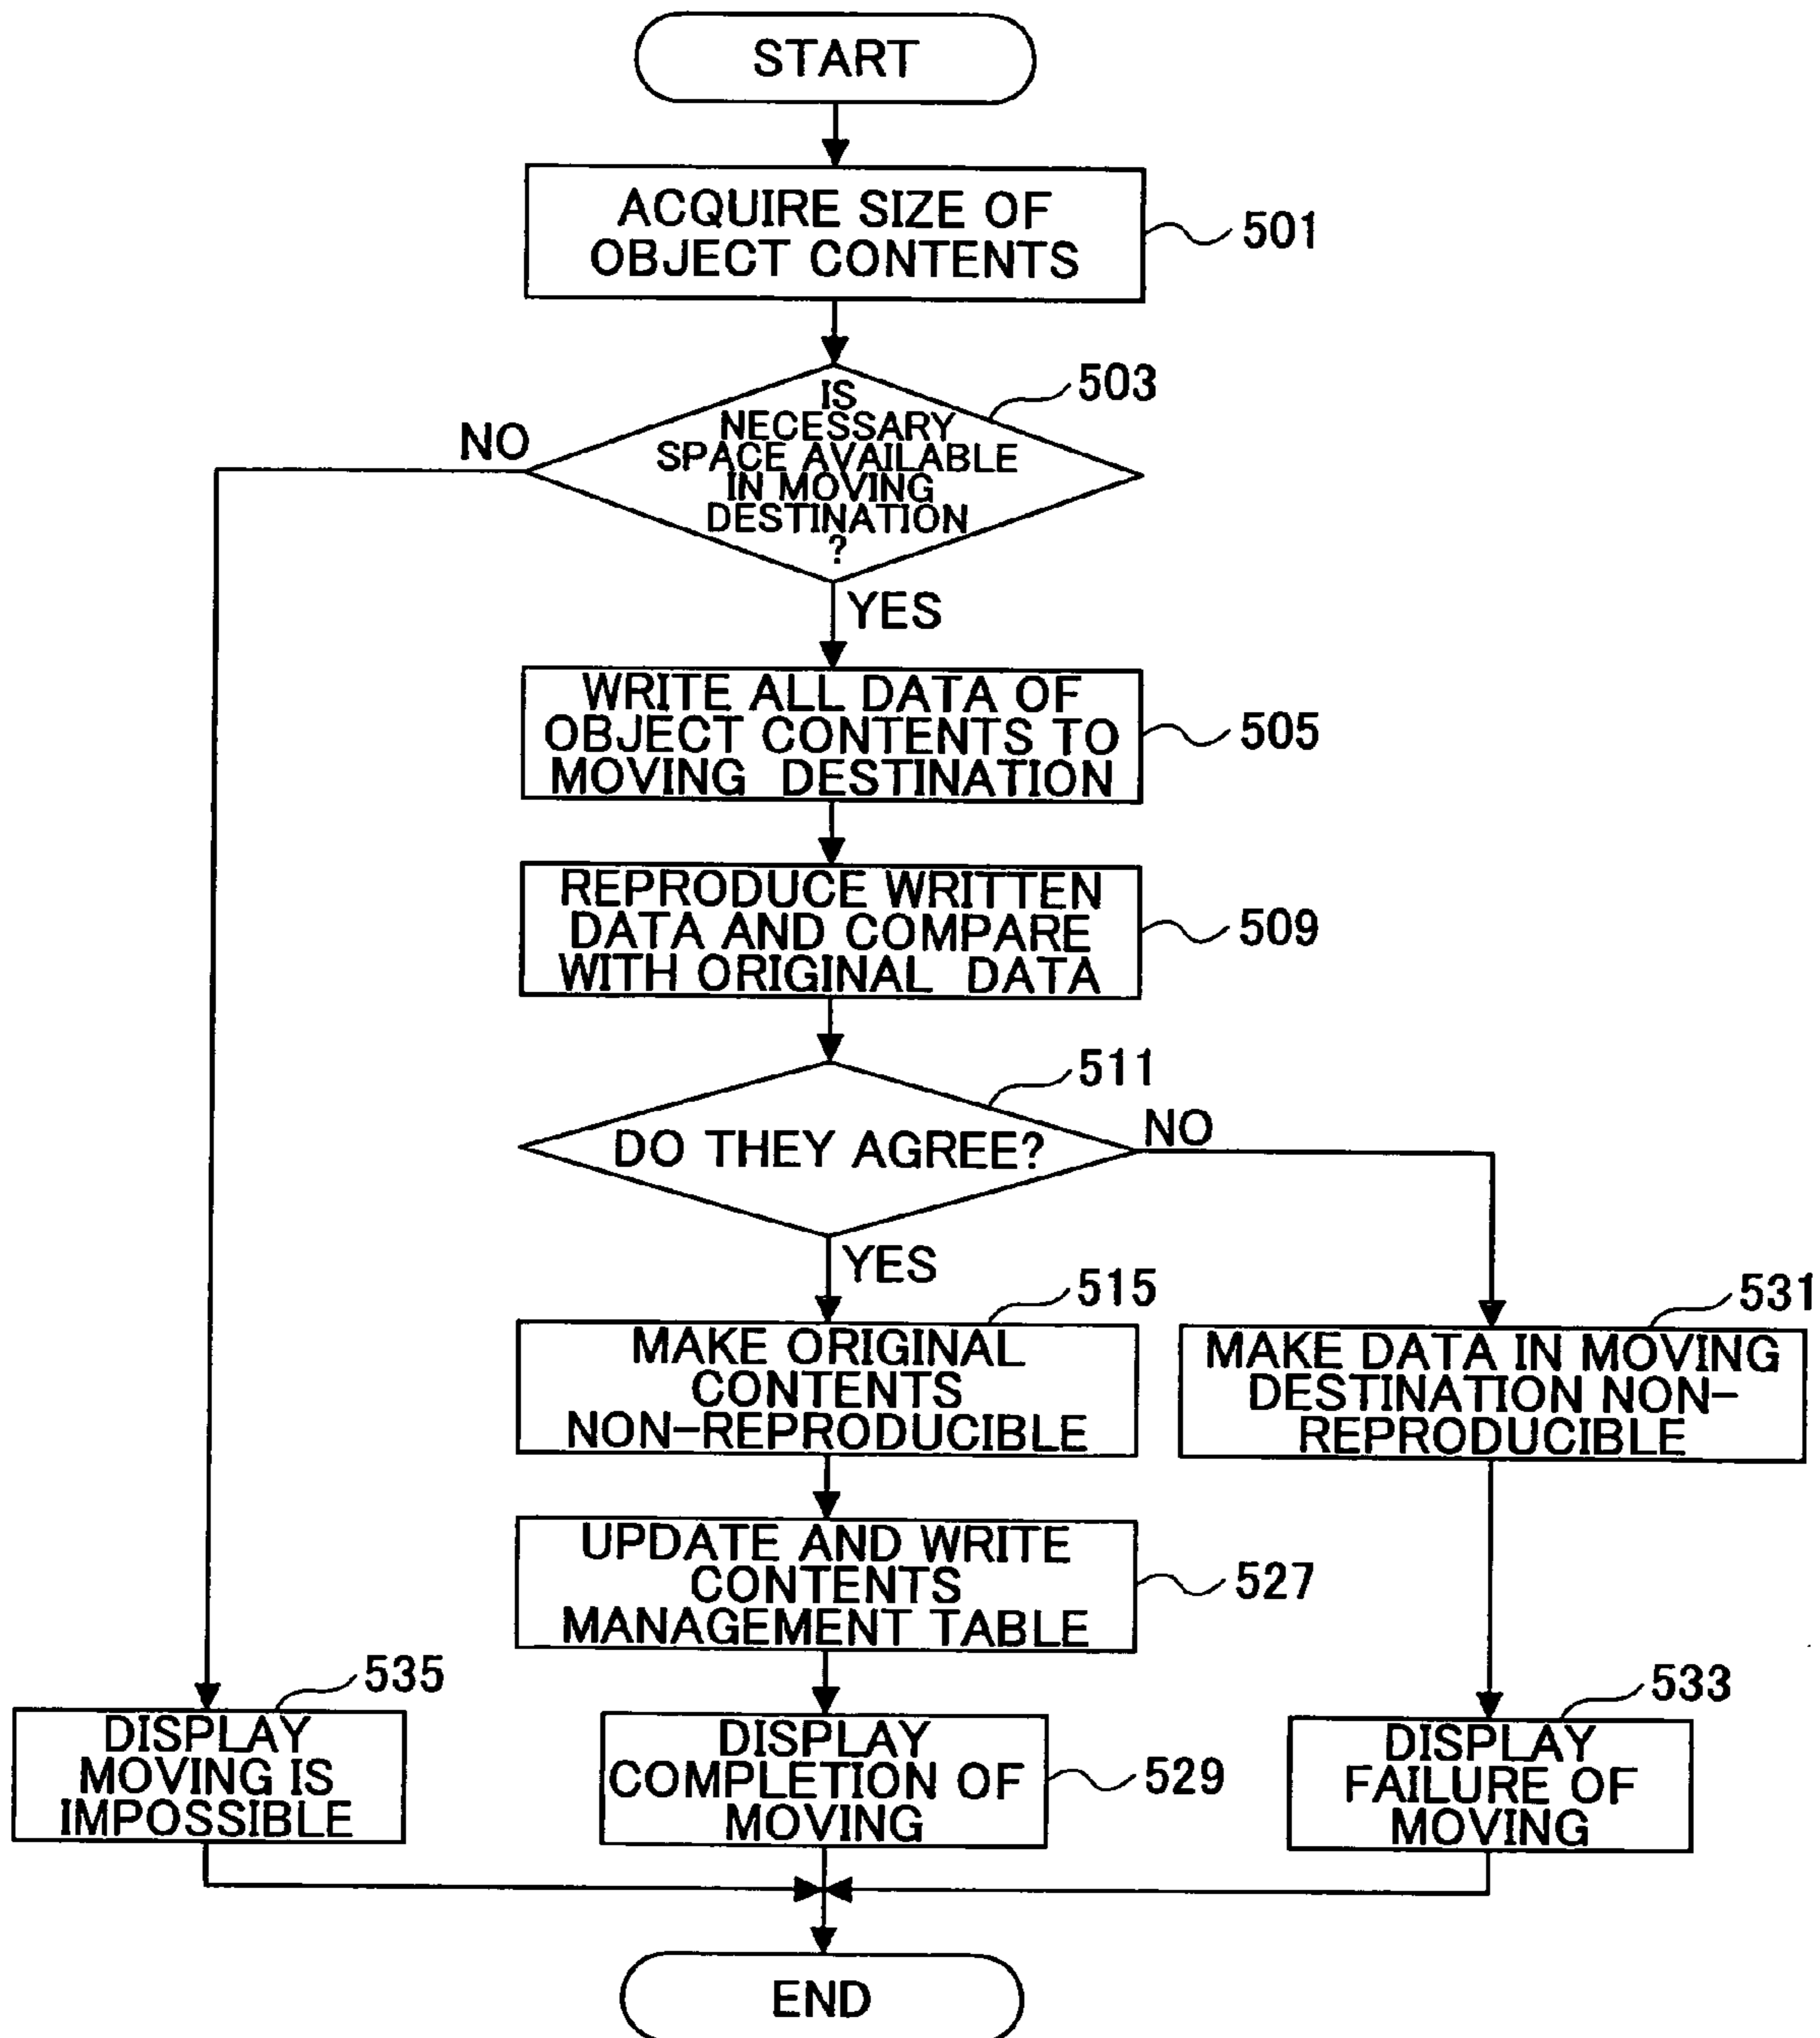 START
ACQUIRE SIZE OF
OBJECT CONTENTS
501
503
IS
NECESSARY
SPACE AVAILABLE
IN MOVING
DESTINATION
?
NO
YES
WRITE ALL DATA OF
OBJECT CONTENTS TO
MOVING DESTINATION
505
REPRODUCE WRITTEN
DATA AND COMPARE
WITH ORIGINAL DATA
509
511
DO THEY AGREE?
NO
YES
515
MAKE ORIGINAL
CONTENTS
NON-REPRODUCIBLE
531
MAKE DATA IN MOVING
DESTINATION NON-
REPRODUCIBLE
UPDATE AND WRITE
CONTENTS
MANAGEMENT TABLE
527
535
DISPLAY
MOVING IS
IMPOSSIBLE
DISPLAY
COMPLETION OF
MOVING
529
533
DISPLAY
FAILURE OF
MOVING
END